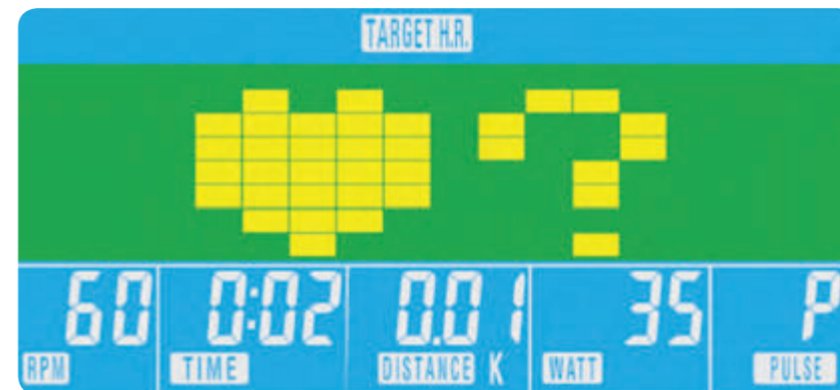 TARGET H.R.
?
60 0:02 0.01 35 P
RPM TIME DISTANCE K WATT PULSE